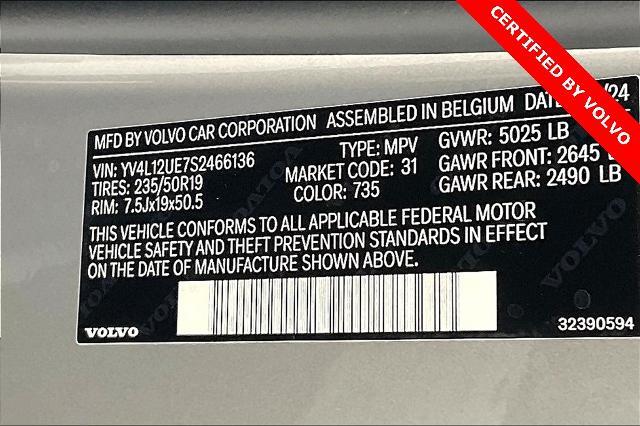 CERTIFIED BY VOLVO
MFD BY VOLVO CAR CORPORATION ASSEMBLED IN BELGIUM DATE /24
VIN: YV4L12UE7S2466136 TYPE: MPV GVWR: 5025 LB
TIRES: 235/50R19 MARKET CODE: 31 GAWR FRONT: 2645 L
RIM: 7.5Jx19x50.5 COLOR: 735 GAWR REAR: 2490 LB
THIS VEHICLE CONFORMS TO ALL APPLICABLE FEDERAL MOTOR
VEHICLE SAFETY AND THEFT PREVENTION STANDARDS IN EFFECT
ON THE DATE OF MANUFACTURE SHOWN ABOVE.
VOLVO
VOLVO
32390594